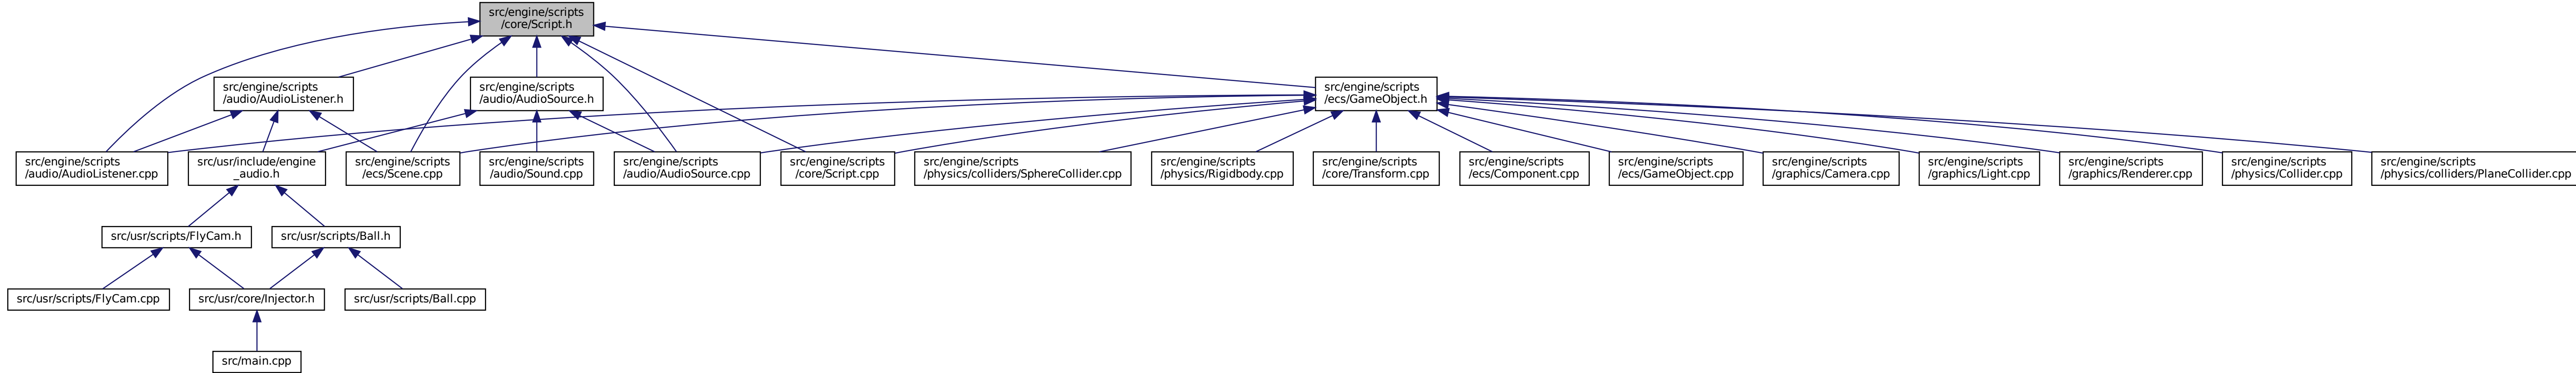 src/engine/scripts
/core/Script.h
src/engine/scripts
/audio/AudioListener.h
src/engine/scripts
/audio/AudioSource.h
src/engine/scripts
/ecs/GameObject.h
src/engine/scripts
/audio/AudioListener.cpp
src/usr/include/engine
_audio.h
src/engine/scripts
/ecs/Scene.cpp
src/engine/scripts
/audio/Sound.cpp
src/engine/scripts
/audio/AudioSource.cpp
src/engine/scripts
/core/Script.cpp
src/engine/scripts
/physics/colliders/SphereCollider.cpp
src/engine/scripts
/physics/Rigidbody.cpp
src/engine/scripts
/core/Transform.cpp
src/engine/scripts
/ecs/Component.cpp
src/engine/scripts
/ecs/GameObject.cpp
src/engine/scripts
/graphics/Camera.cpp
src/engine/scripts
/graphics/Light.cpp
src/engine/scripts
/graphics/Renderer.cpp
src/engine/scripts
/physics/Collider.cpp
src/engine/scripts
/physics/colliders/PlaneCollider.cpp
src/usr/scripts/FlyCam.h
src/usr/scripts/Ball.h
src/usr/scripts/FlyCam.cpp
src/usr/core/Injector.h
src/usr/scripts/Ball.cpp
src/main.cpp